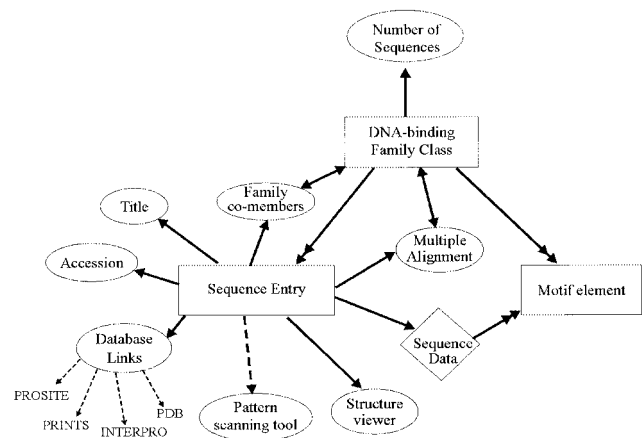 Number of
Sequences
DNA-binding
Family Class
Family
co-members
Title
Multiple
Alignment
Accession
Sequence Entry
Motif element
Database
Links
Sequence
Data
PROSITE
PRINTS
INTERPRO
PDB
Pattern
scanning tool
Structure
viewer